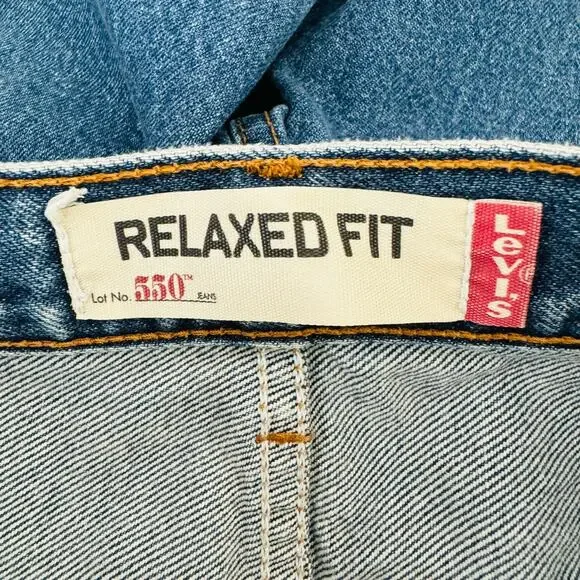 RELAXED FIT
Lot No. 550™ JEANS
Levi's®